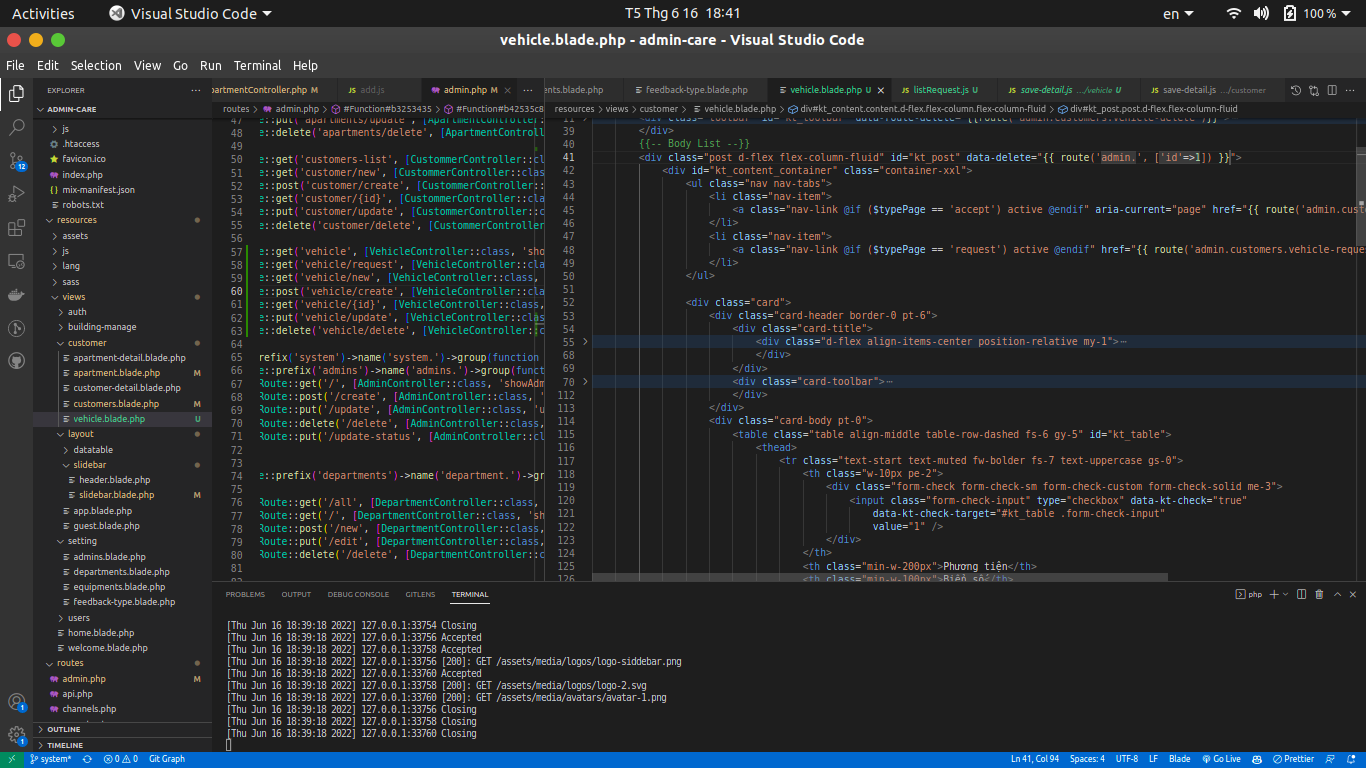 Activities
Visual Studio Code
T5 Thg 6 16 18:41
en
100 %
vehicle.blade.php - admin-care - Visual Studio Code
File Edit Selection View Go Run Terminal Help
EXPLORER
ADMIN-CARE
js
.htaccess
favicon.ico
index.php
mix-manifest.json
robots.txt
resources
assets
js
lang
sass
views
auth
building-manage
customer
apartment-detail.blade.php
apartment.blade.php M
customer-detail.blade.php
customers.blade.php M
vehicle.blade.php U
layout
datatable
slidebar
header.blade.php
slidebar.blade.php M
app.blade.php
guest.blade.php
setting
admins.blade.php
departments.blade.php
equipments.blade.php
feedback-type.blade.php
users
home.blade.php
welcome.blade.php
routes
admin.php M
api.php
channels.php
OUTLINE
TIMELINE
partmentController.php M
add.js
admin.php M
routes > admin.php > #Function#b3253435 > #Function#b42535c8
47 e::put('apartments/update', [ApartmentControlle
48 e::delete('apartments/delete', [ApartmentControl
49
50 e::get('customers-list', [CustommerController::c
51 e::get('customer/new', [CustommerController::cla
52 e::post('customer/create', [CustommerController:
53 e::get('customer/{id}', [CustommerController::cl
54 e::put('customer/update', [CustommerController::
55 e::delete('customer/delete', [CustommerControlle
56
57 e::get('vehicle', [VehicleController::class, 'sho
58 e::get('vehicle/request', [VehicleController::cla
59 e::get('vehicle/new', [VehicleController::class,
60 e::post('vehicle/create', [VehicleController::cl
61 e::get('vehicle/{id}', [VehicleController::class,
62 e::put('vehicle/update', [VehicleController::clas
63 e::delete('vehicle/delete', [VehicleController::c
64
65 refix('system')->name('system.')->group(function
66 e::prefix('admins')->name('admins.')->group(func
67 Route::get('/', [AdminController::class, 'showAdm
68 Route::post('/create', [AdminController::class, '
69 Route::put('/update', [AdminController::class, 'u
70 Route::delete('/delete', [AdminController::class,
71 Route::put('/update-status', [AdminController::cl
72
73
74 e::prefix('departments')->name('department.')->gr
75
76 Route::get('/all', [DepartmentController::class,
77 Route::get('/', [DepartmentController::class, 'sh
78 Route::post('/new', [DepartmentController::class,
79 Route::put('/edit', [DepartmentController::class,
80 Route::delete('/delete', [DepartmentController::c
81
ents.blade.php
feedback-type.blade.php
vehicle.blade.php U
listRequest.js U
save-detail.js .../vehicle U
save-detail.js .../customer
resources > views > customer > vehicle.blade.php > div#kt_content.content.d-flex.flex-column.flex-column-fluid > div#kt_post.post.d-flex.flex-column-fluid
11 <div class="toolbar" id="kt_toolbar" data-route-delete="{{route('admin.customers.vehicle-delete')}}">
39 </div>
40 {{-- Body List --}}
41 <div class="post d-flex flex-column-fluid" id="kt_post" data-delete="{{ route('admin.', ['id'=>1]) }}">
42 <div id="kt_content_container" class="container-xxl">
43 <ul class="nav nav-tabs">
44 <li class="nav-item">
45 <a class="nav-link @if ($typePage == 'accept') active @endif" aria-current="page" href="{{ route('admin.cust
46 </li>
47 <li class="nav-item">
48 <a class="nav-link @if ($typePage == 'request') active @endif" href="{{ route('admin.customers.vehicle-reque
49 </li>
50 </ul>
51
52 <div class="card">
53 <div class="card-header border-0 pt-6">
54 <div class="card-title">
55 <div class="d-flex align-items-center position-relative my-1">⋯
68 </div>
69 </div>
70 <div class="card-toolbar">⋯
112 </div>
113 </div>
114 <div class="card-body pt-0">
115 <table class="table align-middle table-row-dashed fs-6 gy-5" id="kt_table">
116 <thead>
117 <tr class="text-start text-muted fw-bolder fs-7 text-uppercase gs-0">
118 <th class="w-10px pe-2">
119 <div class="form-check form-check-sm form-check-custom form-check-solid me-3">
120 <input class="form-check-input" type="checkbox" data-kt-check="true"
121 data-kt-check-target="#kt_table .form-check-input"
122 value="1" />
123 </div>
124 </th>
125 <th class="min-w-200px">Phương tiện</th>
126 <th class="min-w-100px">Biển số</th>
PROBLEMS OUTPUT DEBUG CONSOLE GITLENS TERMINAL
php
[Thu Jun 16 18:39:18 2022] 127.0.0.1:33754 Closing
[Thu Jun 16 18:39:18 2022] 127.0.0.1:33756 Accepted
[Thu Jun 16 18:39:18 2022] 127.0.0.1:33758 Accepted
[Thu Jun 16 18:39:18 2022] 127.0.0.1:33756 [200]: GET /assets/media/logos/logo-siddebar.png
[Thu Jun 16 18:39:18 2022] 127.0.0.1:33760 Accepted
[Thu Jun 16 18:39:18 2022] 127.0.0.1:33758 [200]: GET /assets/media/logos/logo-2.svg
[Thu Jun 16 18:39:18 2022] 127.0.0.1:33760 [200]: GET /assets/media/avatars/avatar-1.png
[Thu Jun 16 18:39:18 2022] 127.0.0.1:33756 Closing
[Thu Jun 16 18:39:18 2022] 127.0.0.1:33758 Closing
[Thu Jun 16 18:39:18 2022] 127.0.0.1:33760 Closing
12
1
1
system*
0 0
Git Graph
Ln 41, Col 94
Spaces: 4
UTF-8
LF
Blade
Go Live
Prettier